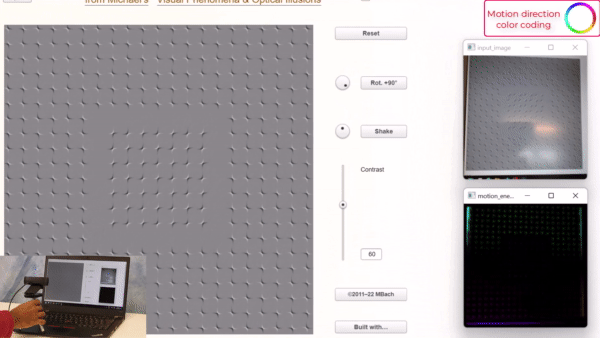 from Michael's Visual Phenomena & Optical Illusions
Motion direction
color coding
Reset
input_image
Rot. +90°
Shake
Contrast
motion_ene...
60
©2011–22 MBach
Built with...